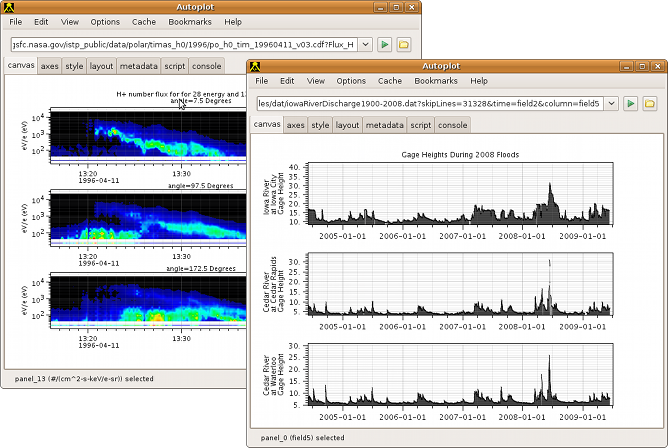 Autoplot
File Edit View Options Cache Bookmarks Help
jsfc.nasa.gov/istp_public/data/polar/timas_h0/1996/po_h0_tim_19960411_v03.cdf?Flux_H
canvas axes style layout metadata script console
H+ number flux for for 28 energy and 1
angle=7.5 Degrees
eV/e (eV)
10^4
10^3
10^2
13:20 13:30
1996-04-11
angle=97.5 Degrees
eV/e (eV)
10^4
10^3
10^2
13:20 13:30
1996-04-11
angle=172.5 Degrees
eV/e (eV)
10^4
10^3
10^2
13:20 13:30
1996-04-11
panel_13 (#/(cm^2-s-keV/e-sr)) selected
Autoplot
File Edit View Options Cache Bookmarks Help
les/dat/iowaRiverDischarge1900-2008.dat?skipLines=31328&time=field2&column=field5
canvas axes style layout metadata script console
Gage Heights During 2008 Floods
Iowa River
at Iowa City
Gage Height
40.
35.
30.
25.
20.
15.
10.
2005-01-01 2006-01-01 2007-01-01 2008-01-01 2009-01-01
Cedar River
at Cedar Rapids
Gage Height
30.
25.
20.
15.
10.
5.
2005-01-01 2006-01-01 2007-01-01 2008-01-01 2009-01-01
Cedar River
at Waterloo
Gage Height
30.
25.
20.
15.
10.
5.
2005-01-01 2006-01-01 2007-01-01 2008-01-01 2009-01-01
panel_0 (field5) selected